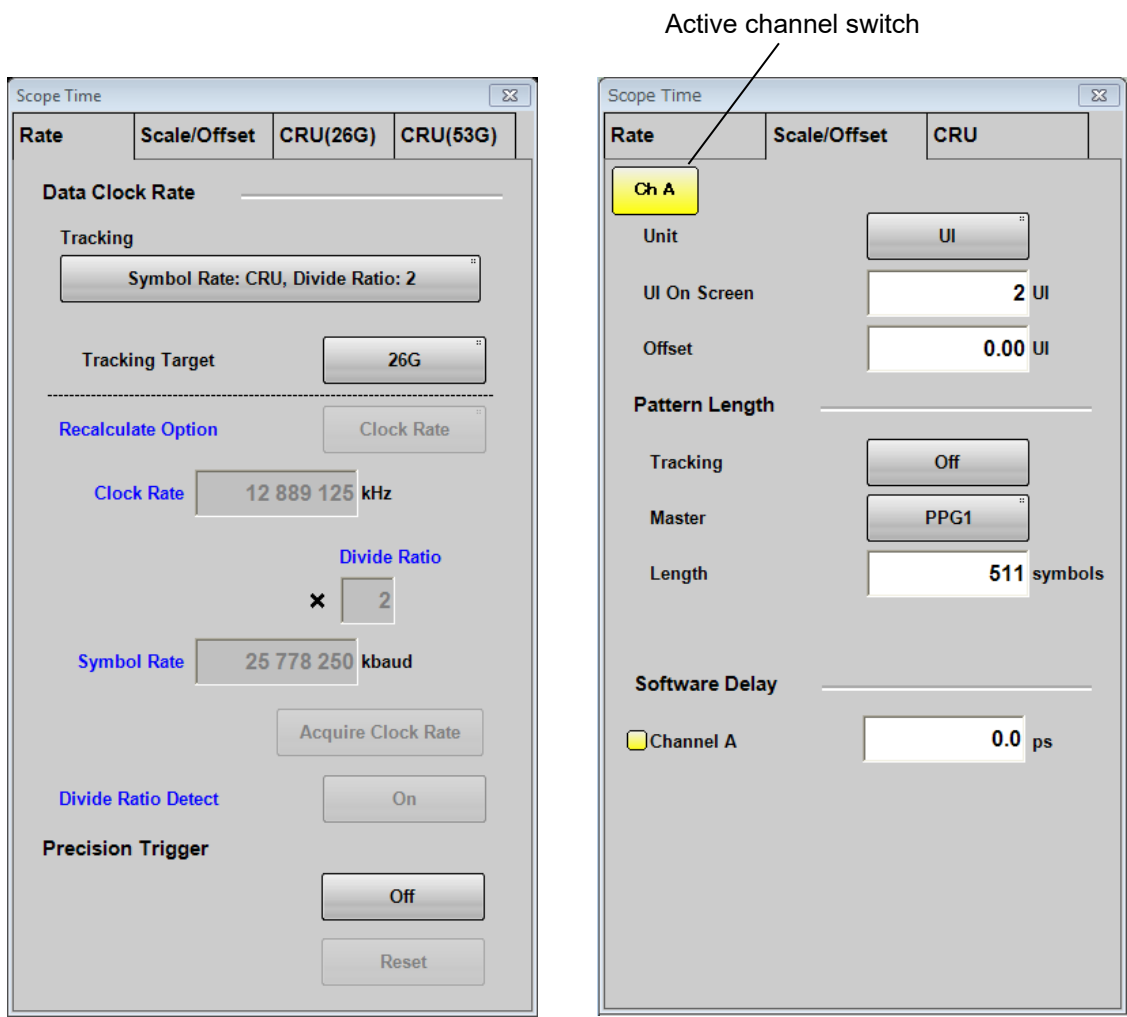 Active channel switch
Scope Time
Rate Scale/Offset CRU(26G) CRU(53G)
Data Clock Rate
Tracking
Symbol Rate: CRU, Divide Ratio: 2
Tracking Target 26G
Recalculate Option Clock Rate
Clock Rate 12 889 125 kHz
Divide Ratio
× 2
Symbol Rate 25 778 250 kbaud
Acquire Clock Rate
Divide Ratio Detect On
Precision Trigger
Off
Reset
Scope Time
Rate Scale/Offset CRU
Ch A
Unit UI
UI On Screen 2 UI
Offset 0.00 UI
Pattern Length
Tracking Off
Master PPG1
Length 511 symbols
Software Delay
Channel A 0.0 ps